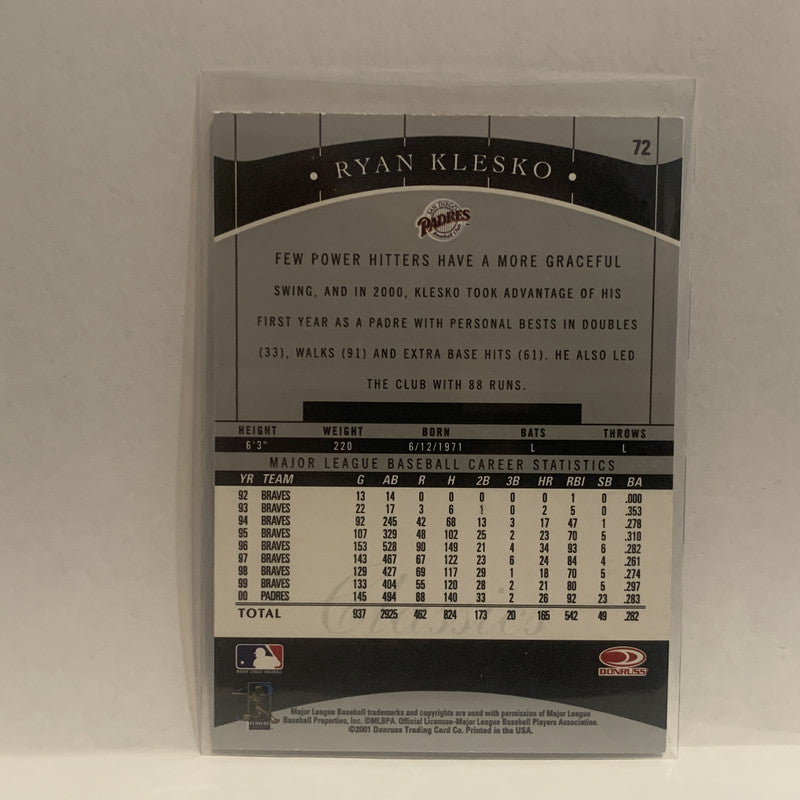 72
• RYAN KLESKO •
SAN DIEGO
PADRES
Baseball Club
FEW POWER HITTERS HAVE A MORE GRACEFUL
SWING, AND IN 2000, KLESKO TOOK ADVANTAGE OF HIS
FIRST YEAR AS A PADRE WITH PERSONAL BESTS IN DOUBLES
(33), WALKS (91) AND EXTRA BASE HITS (61). HE ALSO LED
THE CLUB WITH 88 RUNS.
HEIGHT WEIGHT BORN BATS THROWS
6'3" 220 6/12/1971 L L
MAJOR LEAGUE BASEBALL CAREER STATISTICS
YR TEAM G AB R H 2B 3B HR RBI SB BA
92 BRAVES 13 14 0 0 0 0 0 1 0 .000
93 BRAVES 22 17 3 6 1 0 2 5 0 .353
94 BRAVES 92 245 42 68 13 3 17 47 1 .278
95 BRAVES 107 329 48 102 25 2 23 70 5 .310
96 BRAVES 153 528 90 149 21 4 34 93 6 .282
97 BRAVES 143 467 67 122 23 6 24 84 4 .261
98 BRAVES 129 427 69 117 29 1 18 70 5 .274
99 BRAVES 133 404 55 120 28 2 21 80 5 .297
00 PADRES 145 494 88 140 33 2 26 92 23 .283
TOTAL 937 2925 462 824 173 20 165 542 49 .282
Classics
MAJOR LEAGUE BASEBALL
DONRUSS
PLAYERS
Major League Baseball trademarks and copyrights are used with permission of Major League
Baseball Properties, Inc. ©MLBPA. Official Licensee-Major League Baseball Players Association.
©2001 Donruss Trading Card Co. Printed in the USA.